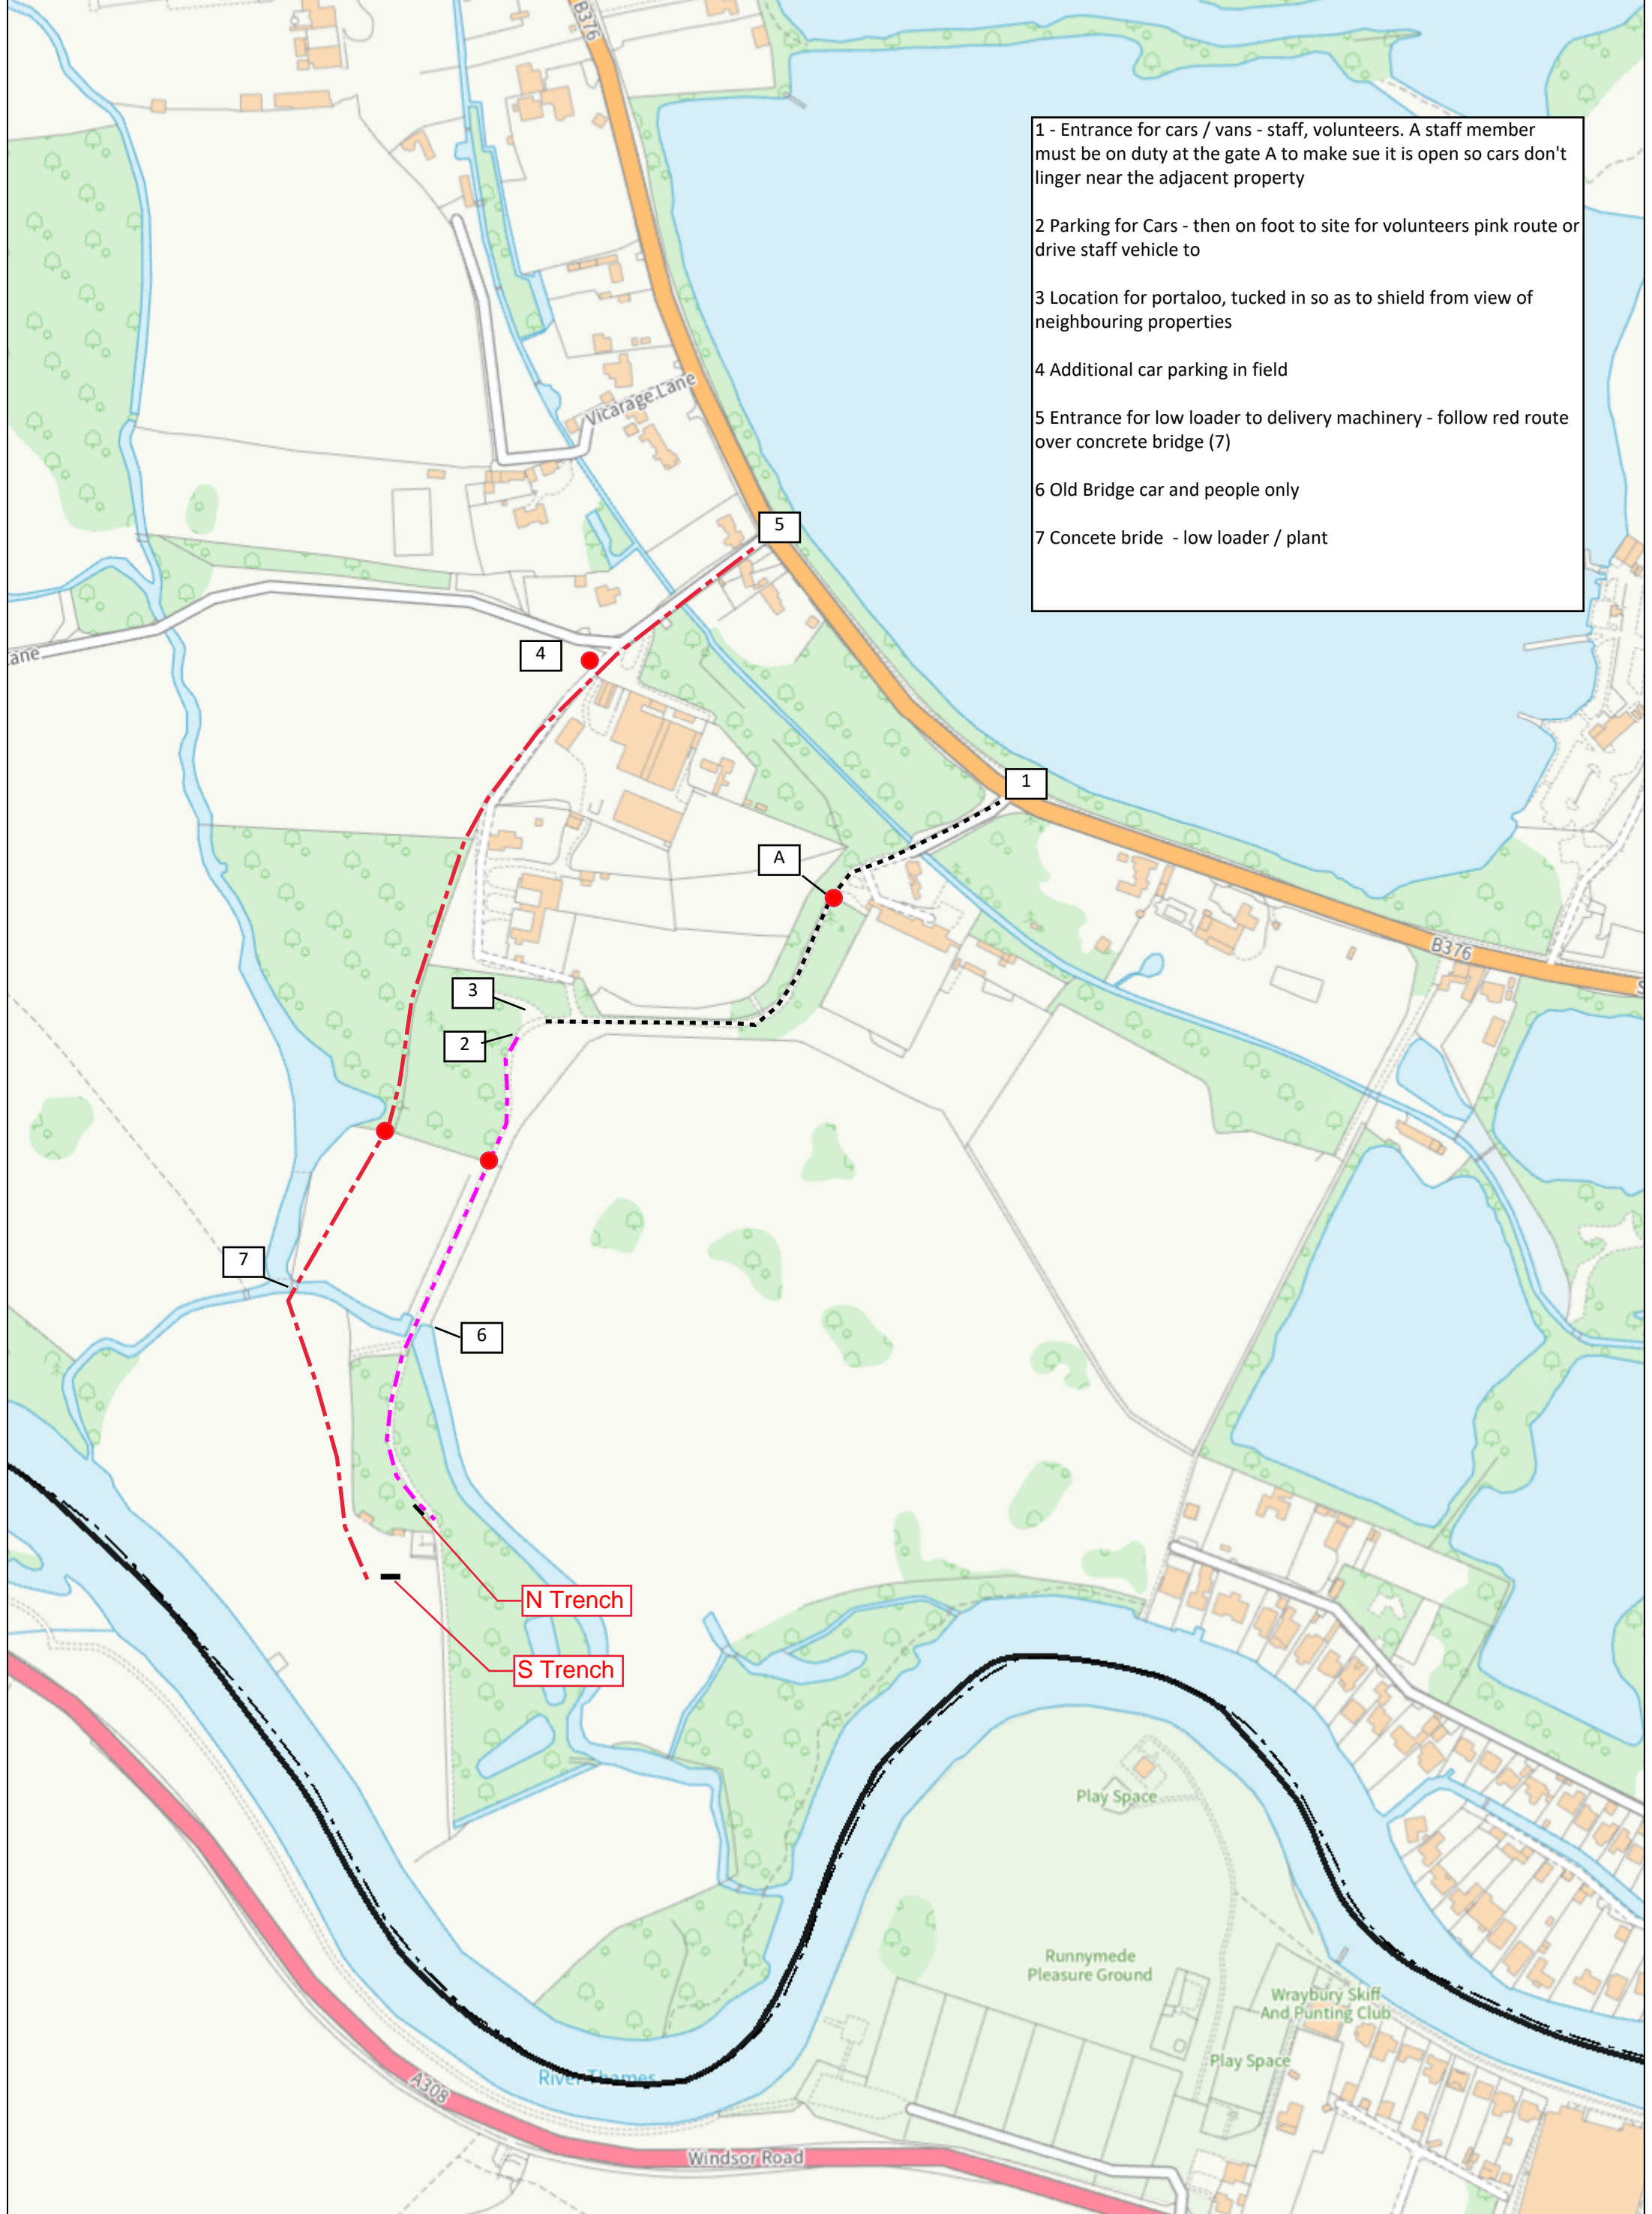 B376
1 - Entrance for cars / vans - staff, volunteers. A staff member
must be on duty at the gate A to make sue it is open so cars don't
linger near the adjacent property
2 Parking for Cars - then on foot to site for volunteers pink route or
drive staff vehicle to
3 Location for portaloo, tucked in so as to shield from view of
neighbouring properties
4 Additional car parking in field
5 Entrance for low loader to delivery machinery - follow red route
over concrete bridge (7)
6 Old Bridge car and people only
7 Concete bride - low loader / plant
Vicarage Lane
5
4
ane
1
A
B376
S
3
2
7
6
N Trench
S Trench
Play Space
Runnymede
Pleasure Ground
Wraybury Skiff
And Punting Club
Play Space
River Thames
A308
Windsor Road